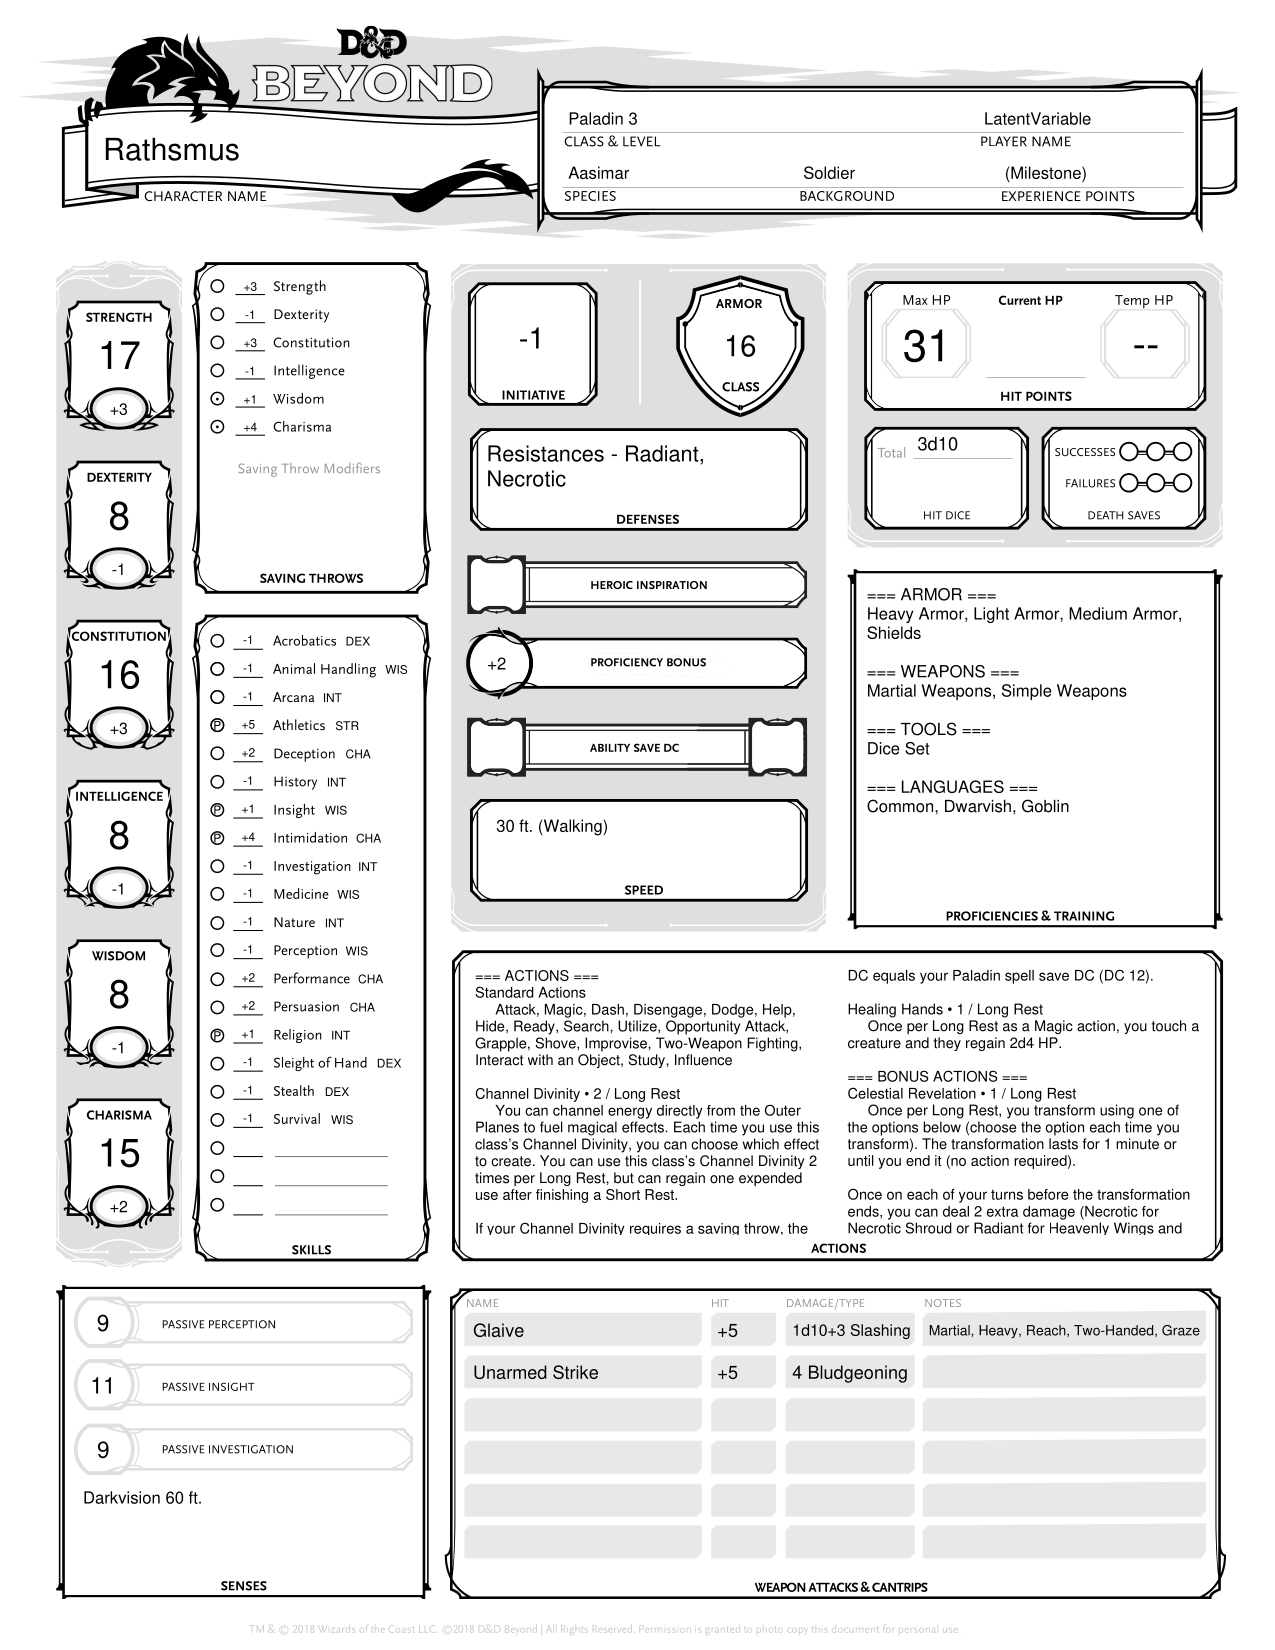 D&D
BEYOND
Rathsmus
CHARACTER NAME
Paladin 3
LatentVariable
CLASS & LEVEL
PLAYER NAME
Aasimar
Soldier
(Milestone)
SPECIES
BACKGROUND
EXPERIENCE POINTS
STRENGTH
17
+3
DEXTERITY
8
-1
CONSTITUTION
16
+3
INTELLIGENCE
8
-1
WISDOM
8
-1
CHARISMA
15
+2
+3 Strength
-1 Dexterity
+3 Constitution
-1 Intelligence
+1 Wisdom
+4 Charisma
Saving Throw Modifiers
SAVING THROWS
-1 Acrobatics DEX
-1 Animal Handling WIS
-1 Arcana INT
P +5 Athletics STR
+2 Deception CHA
-1 History INT
P +1 Insight WIS
P +4 Intimidation CHA
-1 Investigation INT
-1 Medicine WIS
-1 Nature INT
-1 Perception WIS
+2 Performance CHA
+2 Persuasion CHA
P +1 Religion INT
-1 Sleight of Hand DEX
-1 Stealth DEX
-1 Survival WIS
SKILLS
-1
INITIATIVE
ARMOR
16
CLASS
Resistances - Radiant,
Necrotic
DEFENSES
HEROIC INSPIRATION
+2
PROFICIENCY BONUS
ABILITY SAVE DC
30 ft. (Walking)
SPEED
Max HP
Current HP
Temp HP
31
--
HIT POINTS
Total 3d10
HIT DICE
SUCCESSES
FAILURES
DEATH SAVES
=== ARMOR ===
Heavy Armor, Light Armor, Medium Armor,
Shields
=== WEAPONS ===
Martial Weapons, Simple Weapons
=== TOOLS ===
Dice Set
=== LANGUAGES ===
Common, Dwarvish, Goblin
PROFICIENCIES & TRAINING
=== ACTIONS ===
Standard Actions
Attack, Magic, Dash, Disengage, Dodge, Help,
Hide, Ready, Search, Utilize, Opportunity Attack,
Grapple, Shove, Improvise, Two-Weapon Fighting,
Interact with an Object, Study, Influence
Channel Divinity • 2 / Long Rest
You can channel energy directly from the Outer
Planes to fuel magical effects. Each time you use this
class’s Channel Divinity, you can choose which effect
to create. You can use this class’s Channel Divinity 2
times per Long Rest, but can regain one expended
use after finishing a Short Rest.
If your Channel Divinity requires a saving throw, the
DC equals your Paladin spell save DC (DC 12).
Healing Hands • 1 / Long Rest
Once per Long Rest as a Magic action, you touch a
creature and they regain 2d4 HP.
=== BONUS ACTIONS ===
Celestial Revelation • 1 / Long Rest
Once per Long Rest, you transform using one of
the options below (choose the option each time you
transform). The transformation lasts for 1 minute or
until you end it (no action required).
Once on each of your turns before the transformation
ends, you can deal 2 extra damage (Necrotic for
Necrotic Shroud or Radiant for Heavenly Wings and
ACTIONS
9
PASSIVE PERCEPTION
11
PASSIVE INSIGHT
9
PASSIVE INVESTIGATION
Darkvision 60 ft.
SENSES
NAME
HIT
DAMAGE/TYPE
NOTES
Glaive
+5
1d10+3 Slashing
Martial, Heavy, Reach, Two-Handed, Graze
Unarmed Strike
+5
4 Bludgeoning
WEAPON ATTACKS & CANTRIPS
TM & © 2018 Wizards of the Coast LLC. ©2018 D&D Beyond | All Rights Reserved. Permission is granted to photo copy this document for personal use.